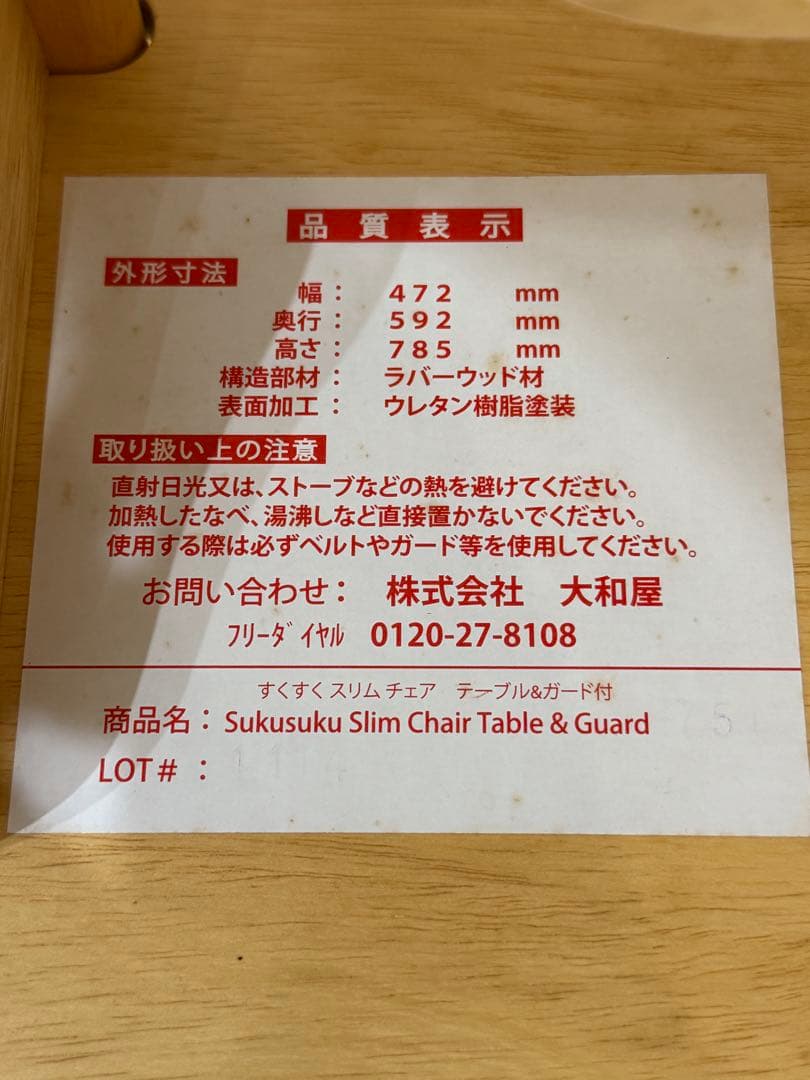 品質表示
外形寸法
幅： 472 mm
奥行： 592 mm
高さ： 785 mm
構造部材： ラバーウッド材
表面加工： ウレタン樹脂塗装
取り扱い上の注意
直射日光又は、ストーブなどの熱を避けてください。
加熱したなべ、湯沸しなど直接置かないでください。
使用する際は必ずベルトやガード等を使用してください。
お問い合わせ： 株式会社 大和屋
フリーダイヤル 0120-27-8108
すくすく スリム チェア テーブル&ガード付
商品名： Sukusuku Slim Chair Table & Guard
LOT#：